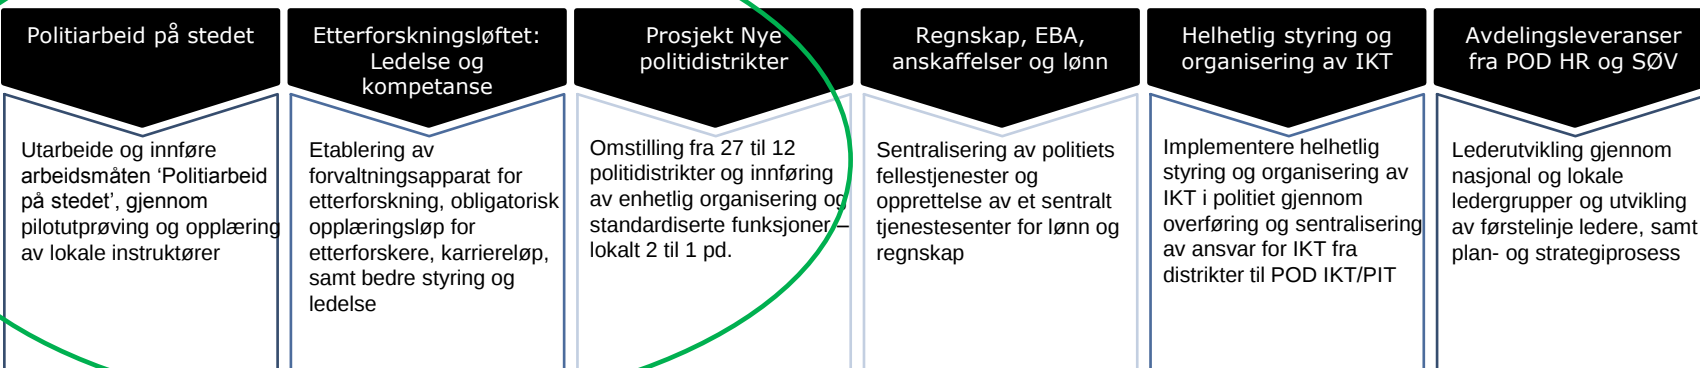 Politiarbeid på stedet
Utarbeide og innføre
arbeidsmåten ‘Politiarbeid
på stedet’, gjennom
pilotutprøving og opplæring
av lokale instruktører
Etterforskningsløftet:
Ledelse og
kompetanse
Etablering av
forvaltningsapparat for
etterforskning, obligatorisk
opplæringsløp for
etterforskere, karriereløp,
samt bedre styring og
ledelse
Prosjekt Nye
politidistrikter
Omstilling fra 27 til 12
politidistrikter og innføring
av enhetlig organisering og
standardiserte funksjoner –
lokalt 2 til 1 pd.
Regnskap, EBA,
anskaffelser og lønn
Sentralisering av politiets
fellestjenester og
opprettelse av et sentralt
tjenestesenter for lønn og
regnskap
Helhetlig styring og
organisering av IKT
Implementere helhetlig
styring og organisering av
IKT i politiet gjennom
overføring og sentralisering
av ansvar for IKT fra
distrikter til POD IKT/PIT
Avdelingsleveranser
fra POD HR og SØV
Lederutvikling gjennom
nasjonal og lokale
ledergrupper og utvikling
av førstelinje ledere, samt
plan- og strategiprosess